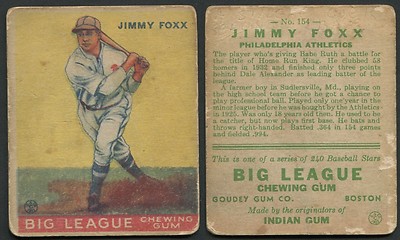 JIMMY FOXX
BIG LEAGUE CHEWING GUM
— No. 154 —
JIMMY FOXX
PHILADELPHIA ATHLETICS
The player who's giving Babe Ruth a battle for
the title of Home Run King. He clubbed 58
homers in 1932 and finished only three points
behind Dale Alexander as leading batter of the
league.
A farmer boy in Sudlersville, Md., playing on
the high school team before he got a chance to
play professional ball. Played only one year in the
minor league before he was bought by the Athletics
in 1925. Was only 18 years old then. He used to be
a catcher, but now plays first base. He bats and
throws right-handed. Batted .364 in 154 games
and fielded .994.
This is one of a series of 240 Baseball Stars
BIG LEAGUE
CHEWING GUM
GOUDEY GUM CO. BOSTON
Made by the originators of
INDIAN GUM